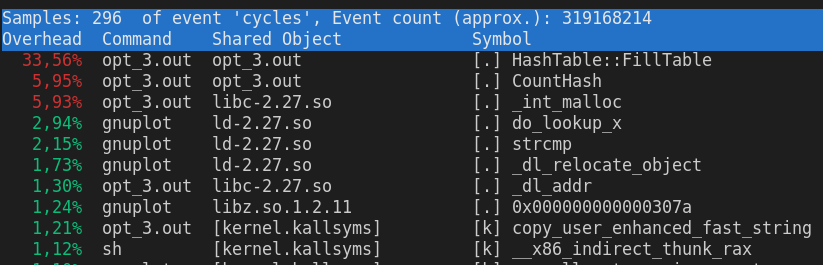 Samples: 296  of event 'cycles', Event count (approx.): 319168214
Overhead  Command    Shared Object             Symbol
33,56%  opt_3.out  opt_3.out                 [.] HashTable::FillTable
5,95%  opt_3.out  opt_3.out                 [.] CountHash
5,93%  opt_3.out  libc-2.27.so              [.] _int_malloc
2,94%  gnuplot    ld-2.27.so                [.] do_lookup_x
2,15%  gnuplot    ld-2.27.so                [.] strcmp
1,73%  gnuplot    ld-2.27.so                [.] _dl_relocate_object
1,30%  opt_3.out  libc-2.27.so              [.] _dl_addr
1,24%  gnuplot    libz.so.1.2.11            [.] 0x000000000000307a
1,21%  opt_3.out  [kernel.kallsyms]         [k] copy_user_enhanced_fast_string
1,12%  sh         [kernel.kallsyms]         [k] __x86_indirect_thunk_rax